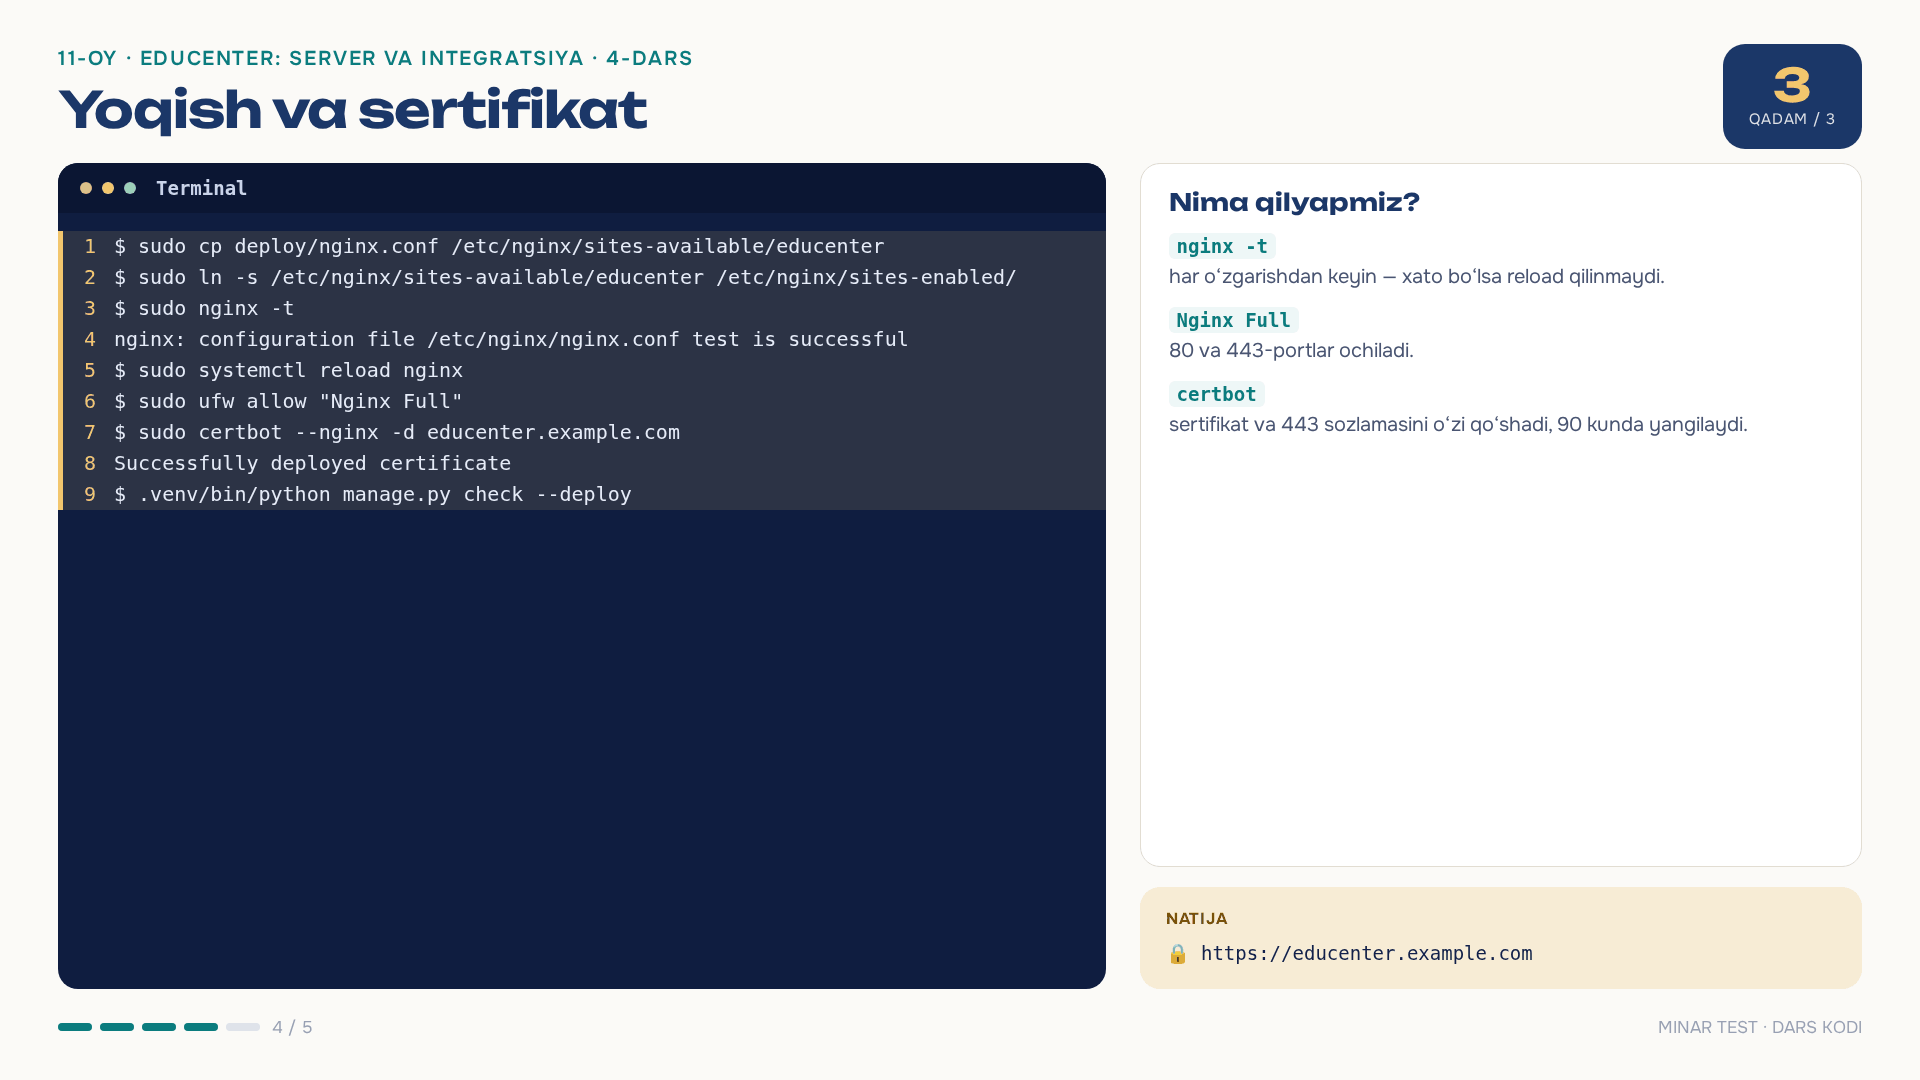 11-OY · EDUCENTER: SERVER VA INTEGRATSIYA · 4-DARS
Yoqish va sertifikat
3
QADAM / 3
Terminal
1 $ sudo cp deploy/nginx.conf /etc/nginx/sites-available/educenter
2 $ sudo ln -s /etc/nginx/sites-available/educenter /etc/nginx/sites-enabled/
3 $ sudo nginx -t
4 nginx: configuration file /etc/nginx/nginx.conf test is successful
5 $ sudo systemctl reload nginx
6 $ sudo ufw allow "Nginx Full"
7 $ sudo certbot --nginx -d educenter.example.com
8 Successfully deployed certificate
9 $ .venv/bin/python manage.py check --deploy
Nima qilyapmiz?
nginx -t
har o‘zgarishdan keyin — xato bo‘lsa reload qilinmaydi.
Nginx Full
80 va 443-portlar ochiladi.
certbot
sertifikat va 443 sozlamasini o‘zi qo‘shadi, 90 kunda yangilaydi.
NATIJA
🔒 https://educenter.example.com
4 / 5
MINAR TEST · DARS KODI